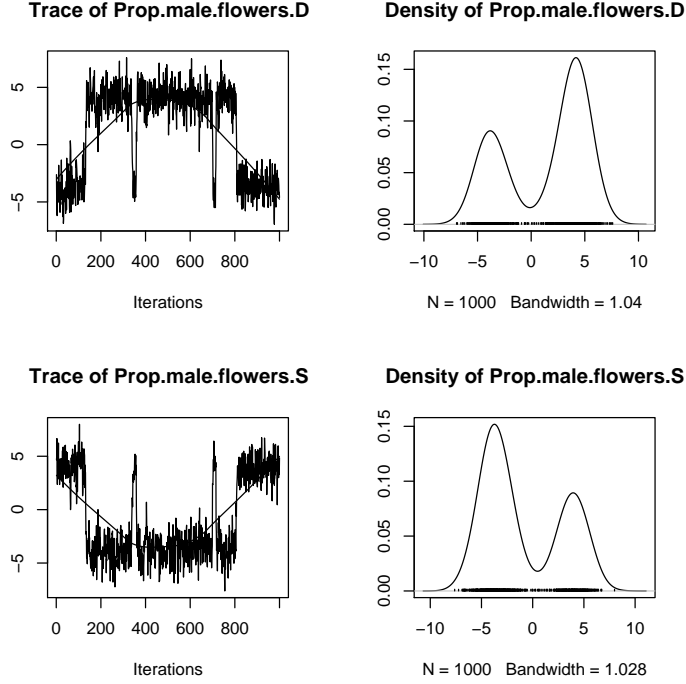 Trace of Prop.male.flowers.D
5
0
−5
0 200 400 600 800
Iterations
Density of Prop.male.flowers.D
0.15
0.10
0.05
0.00
−10 −5 0 5 10
N = 1000 Bandwidth = 1.04
Trace of Prop.male.flowers.S
5
0
−5
0 200 400 600 800
Iterations
Density of Prop.male.flowers.S
0.15
0.10
0.05
0.00
−10 −5 0 5 10
N = 1000 Bandwidth = 1.028